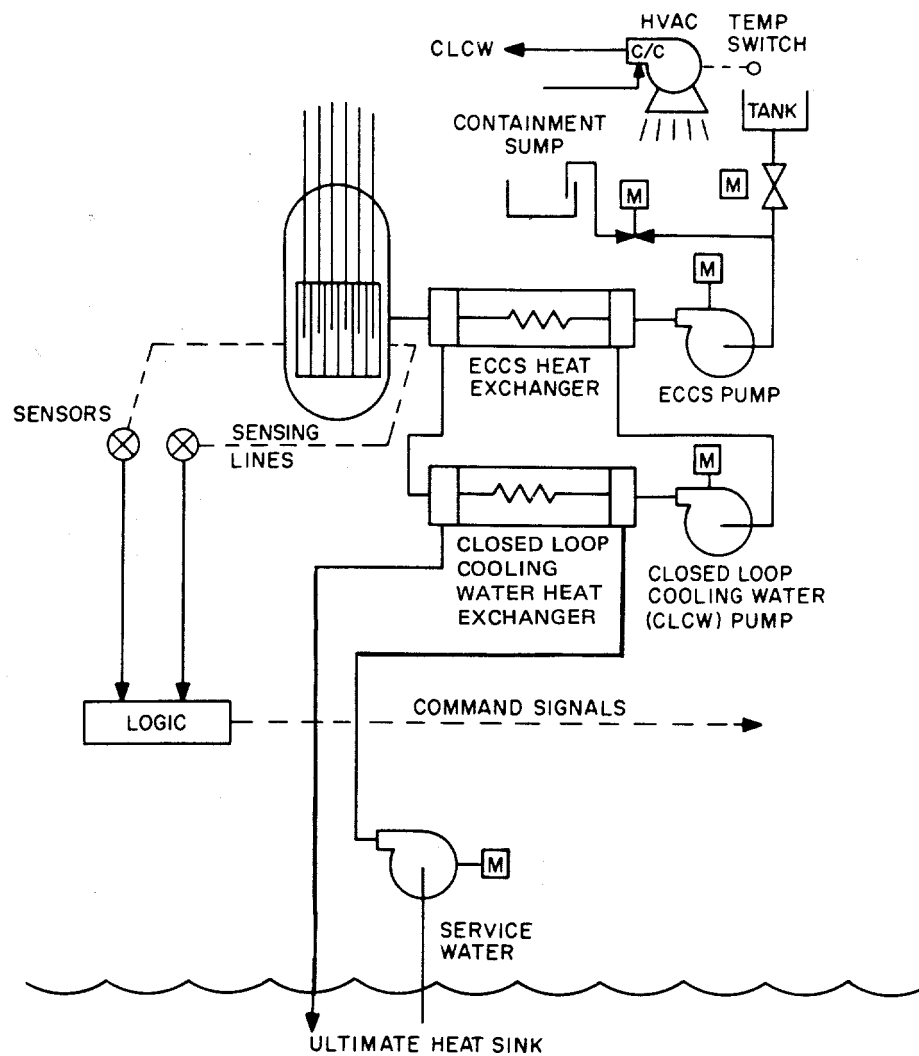 HVAC
TEMP
SWITCH
CLCW
C/C
TANK
CONTAINMENT
SUMP
M
M
M
ECCS HEAT
EXCHANGER
ECCS PUMP
SENSORS
SENSING
LINES
M
CLOSED LOOP
COOLING
WATER HEAT
EXCHANGER
CLOSED LOOP
COOLING WATER
(CLCW) PUMP
LOGIC
COMMAND SIGNALS
M
SERVICE
WATER
ULTIMATE HEAT SINK